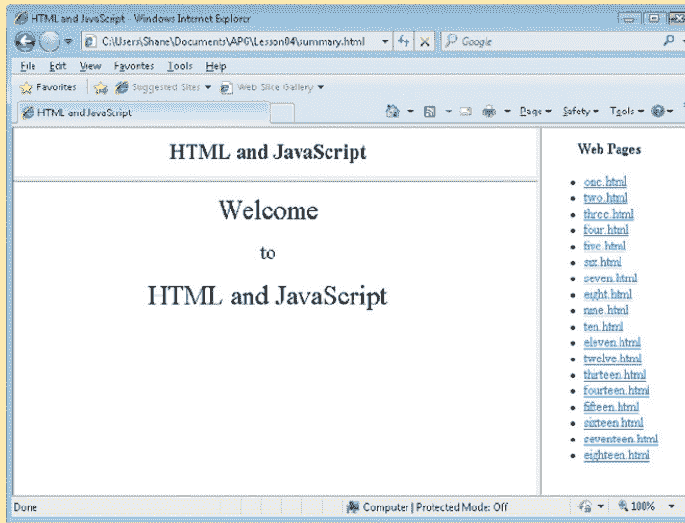 HTML and JavaScript - Windows Internet Explorer
C:\Users\Shane\Documents\APG\Lesson04\summary.html
Google
File Edit View Favorites Tools Help
Favorites Suggested Sites Web Slice Gallery
HTML and JavaScript Page Safety Tools
HTML and JavaScript
Welcome
to
HTML and JavaScript
Web Pages
one.html
two.html
three.html
four.html
five.html
six.html
seven.html
eight.html
nine.html
ten.html
eleven.html
twelve.html
thirteen.html
fourteen.html
fifteen.html
sixteen.html
seventeen.html
eighteen.html
Done Computer | Protected Mode: Off 100%